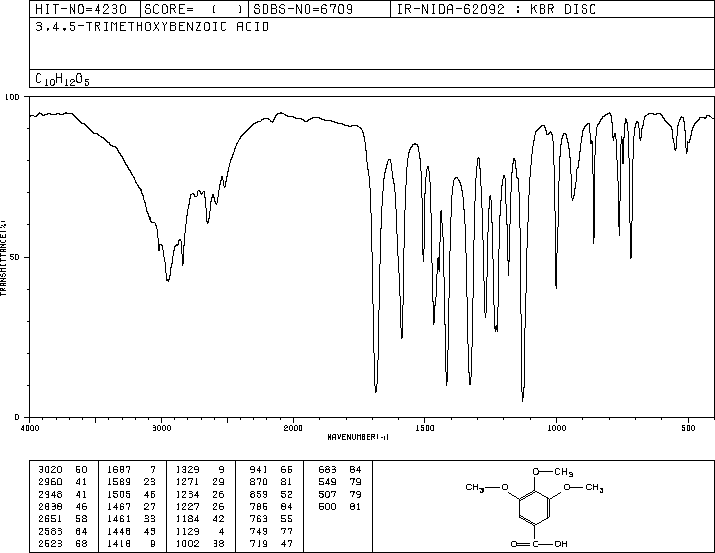 HIT-NO=4230 SCORE= ( ) SDBS-NO=6709 IR-NIDA-62092 : KBR DISC
3,4,5-TRIMETHOXYBENZOIC ACID
C10H12O5
100
50
0
TRANSMITTANCE(%)
4000 3000 2000 1500 1000 500
WAVENUMBER(-1)
3020 60 1687 7 1329 9 941 66 683 84
2960 41 1589 23 1271 29 870 81 549 79
2948 41 1505 46 1234 26 859 52 507 79
2838 46 1467 27 1227 26 786 84 500 81
2651 58 1461 33 1184 42 763 55
2583 64 1448 49 1129 4 749 77
2523 68 1418 9 1002 38 719 47
O—CH3
CH3—O O—CH3
O=C—OH